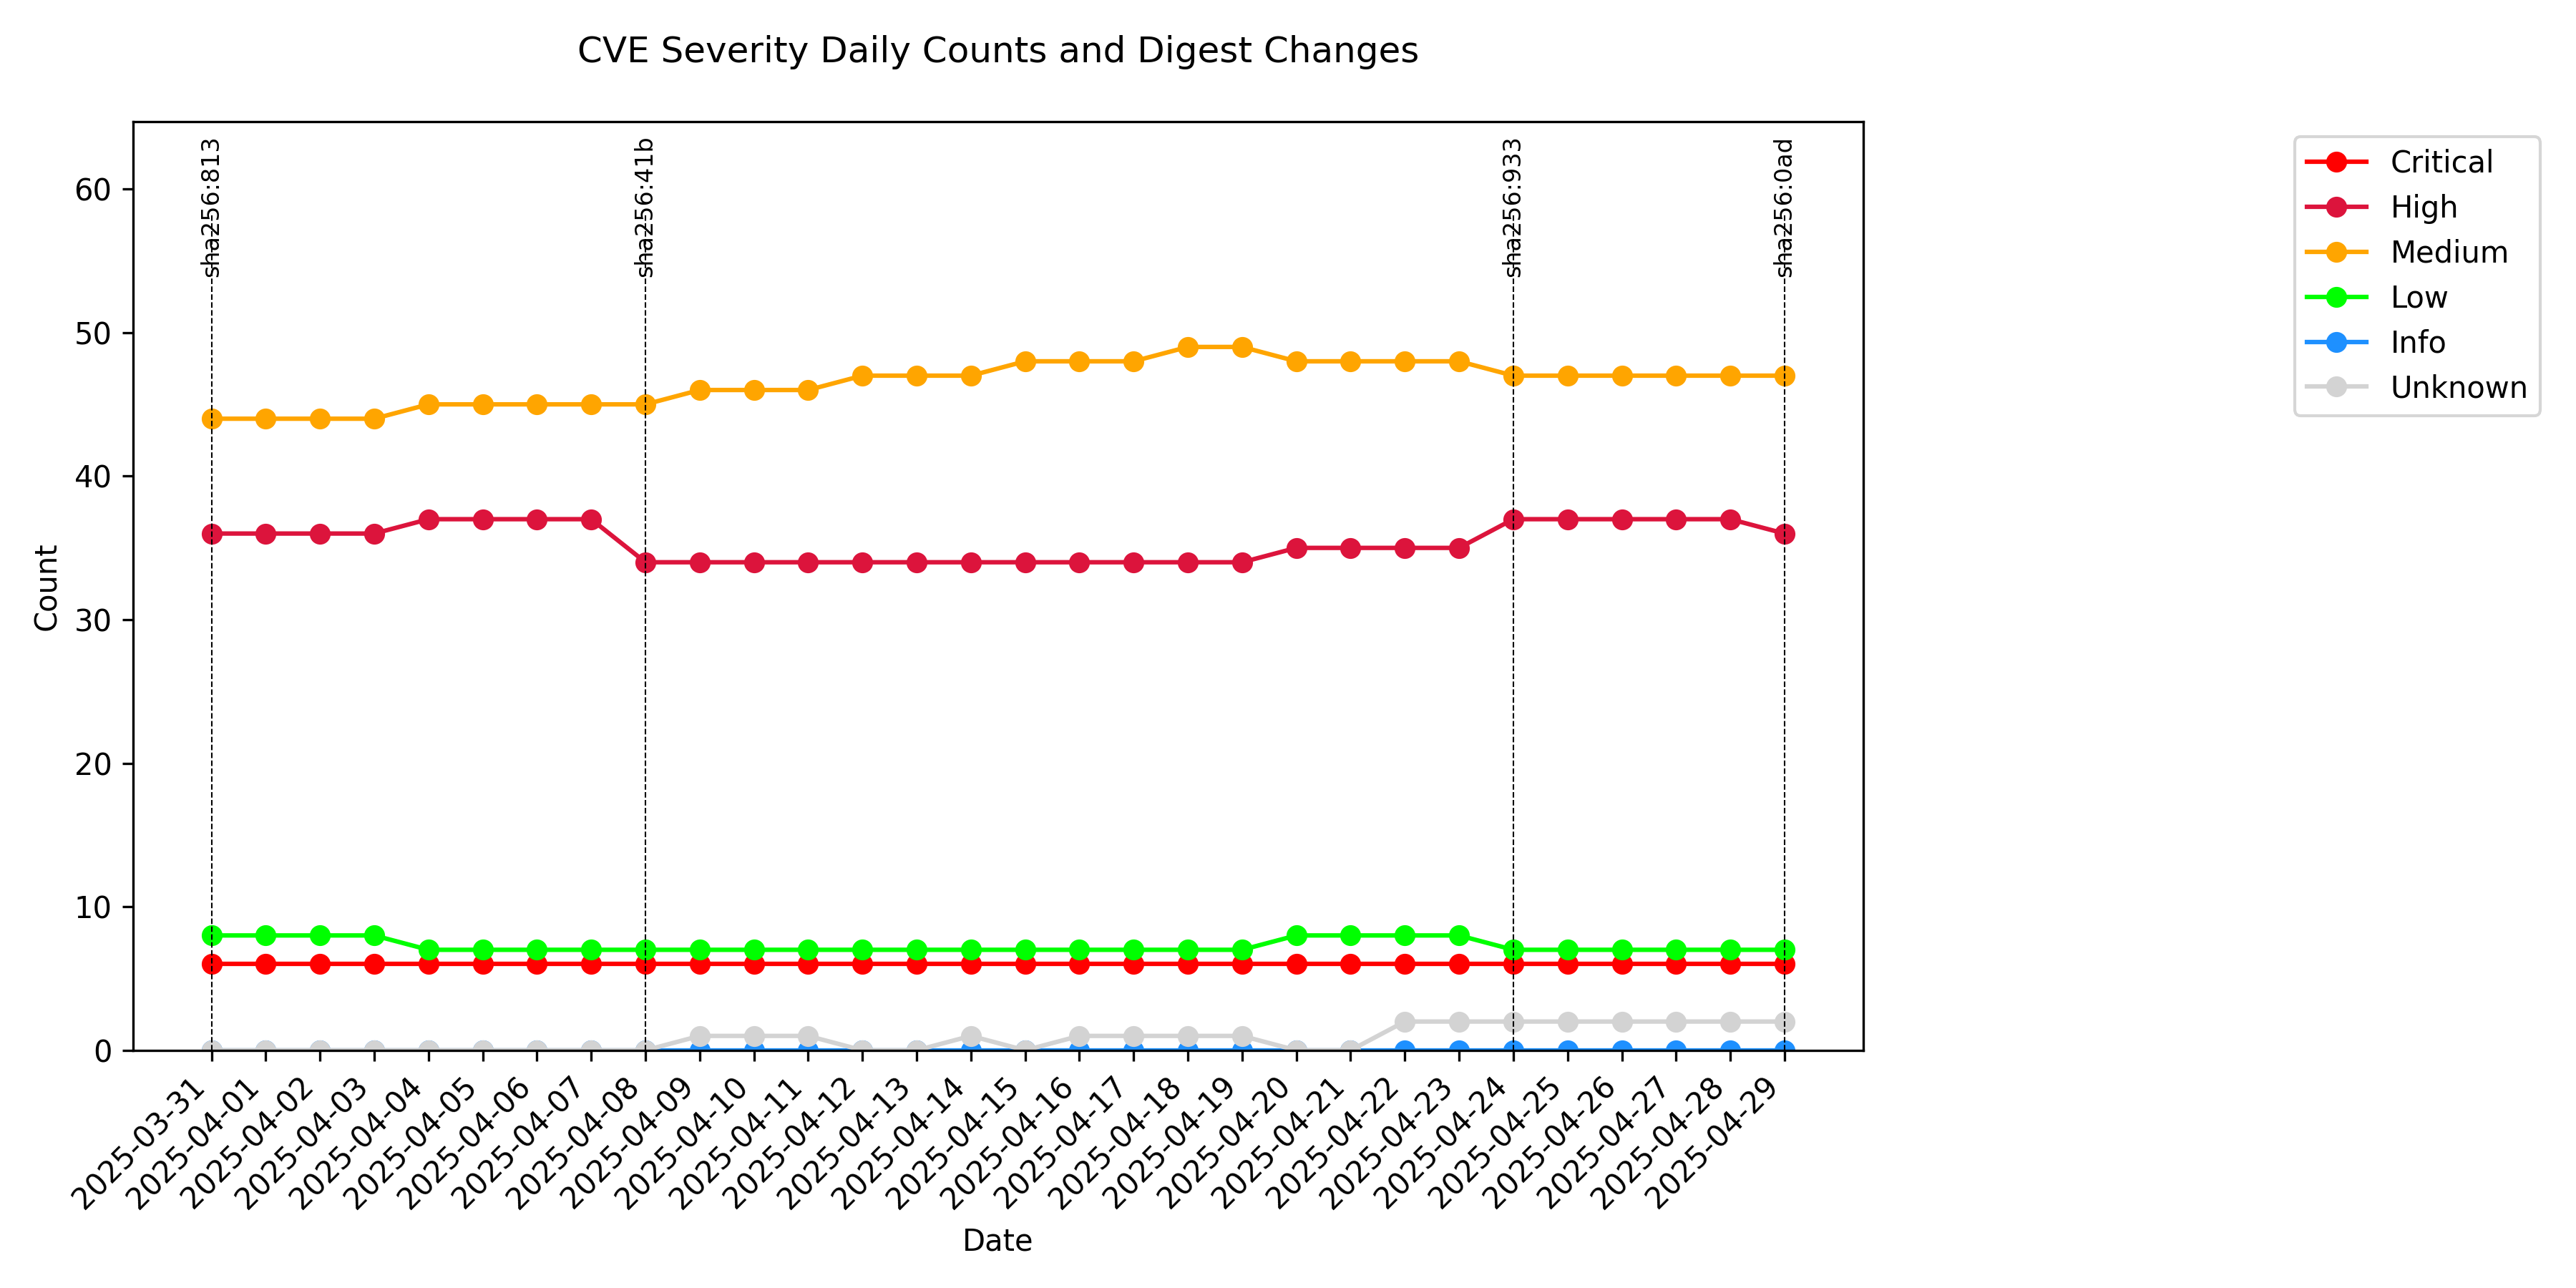 CVE Severity Daily Counts and Digest Changes
sha256:813
sha256:41b
sha256:933
sha256:0ad
Critical
High
Medium
Low
Info
Unknown
Count
60
50
40
30
20
10
0
2025-03-31
2025-04-01
2025-04-02
2025-04-03
2025-04-04
2025-04-05
2025-04-06
2025-04-07
2025-04-08
2025-04-09
2025-04-10
2025-04-11
2025-04-12
2025-04-13
2025-04-14
2025-04-15
2025-04-16
2025-04-17
2025-04-18
2025-04-19
2025-04-20
2025-04-21
2025-04-22
2025-04-23
2025-04-24
2025-04-25
2025-04-26
2025-04-27
2025-04-28
2025-04-29
Date